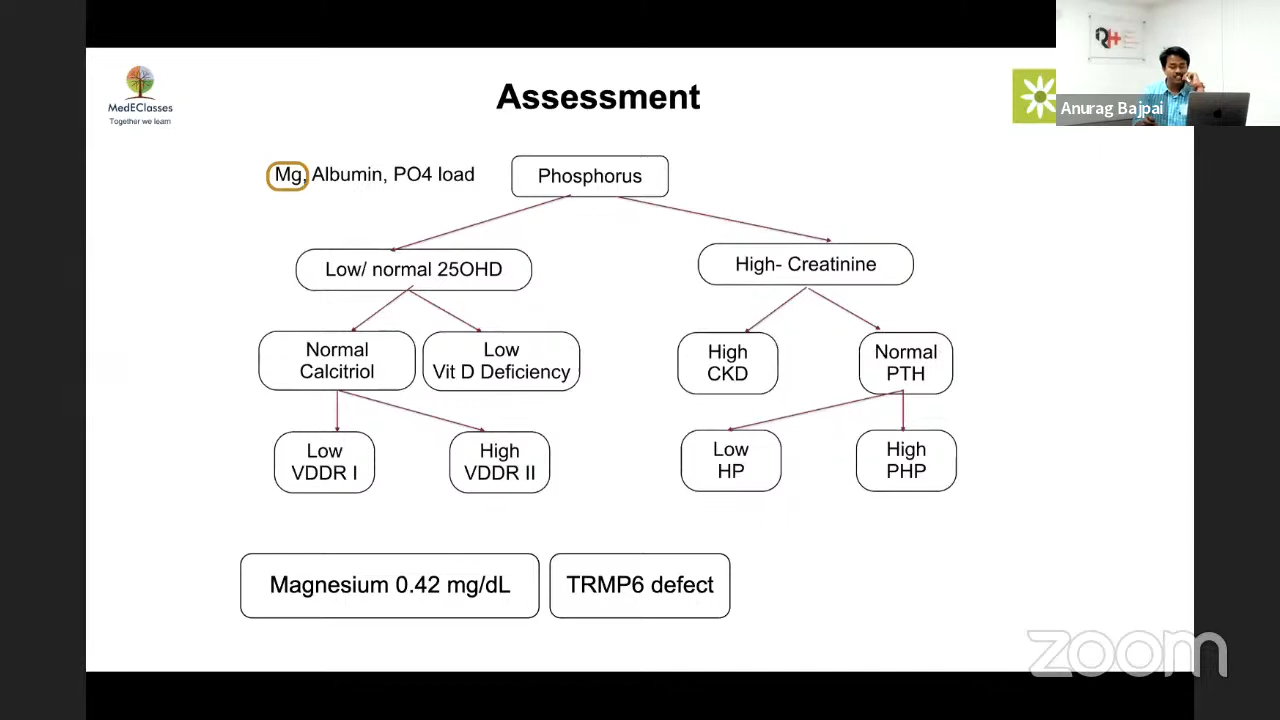 MedEClasses
Together we learn
Assessment
Anurag Bajpai
Mg, Albumin, PO4 load
Phosphorus
Low/ normal 25OHD
High- Creatinine
Normal
Calcitriol
Low
Vit D Deficiency
High
CKD
Normal
PTH
Low
VDDR I
High
VDDR II
Low
HP
High
PHP
Magnesium 0.42 mg/dL
TRMP6 defect
zoom